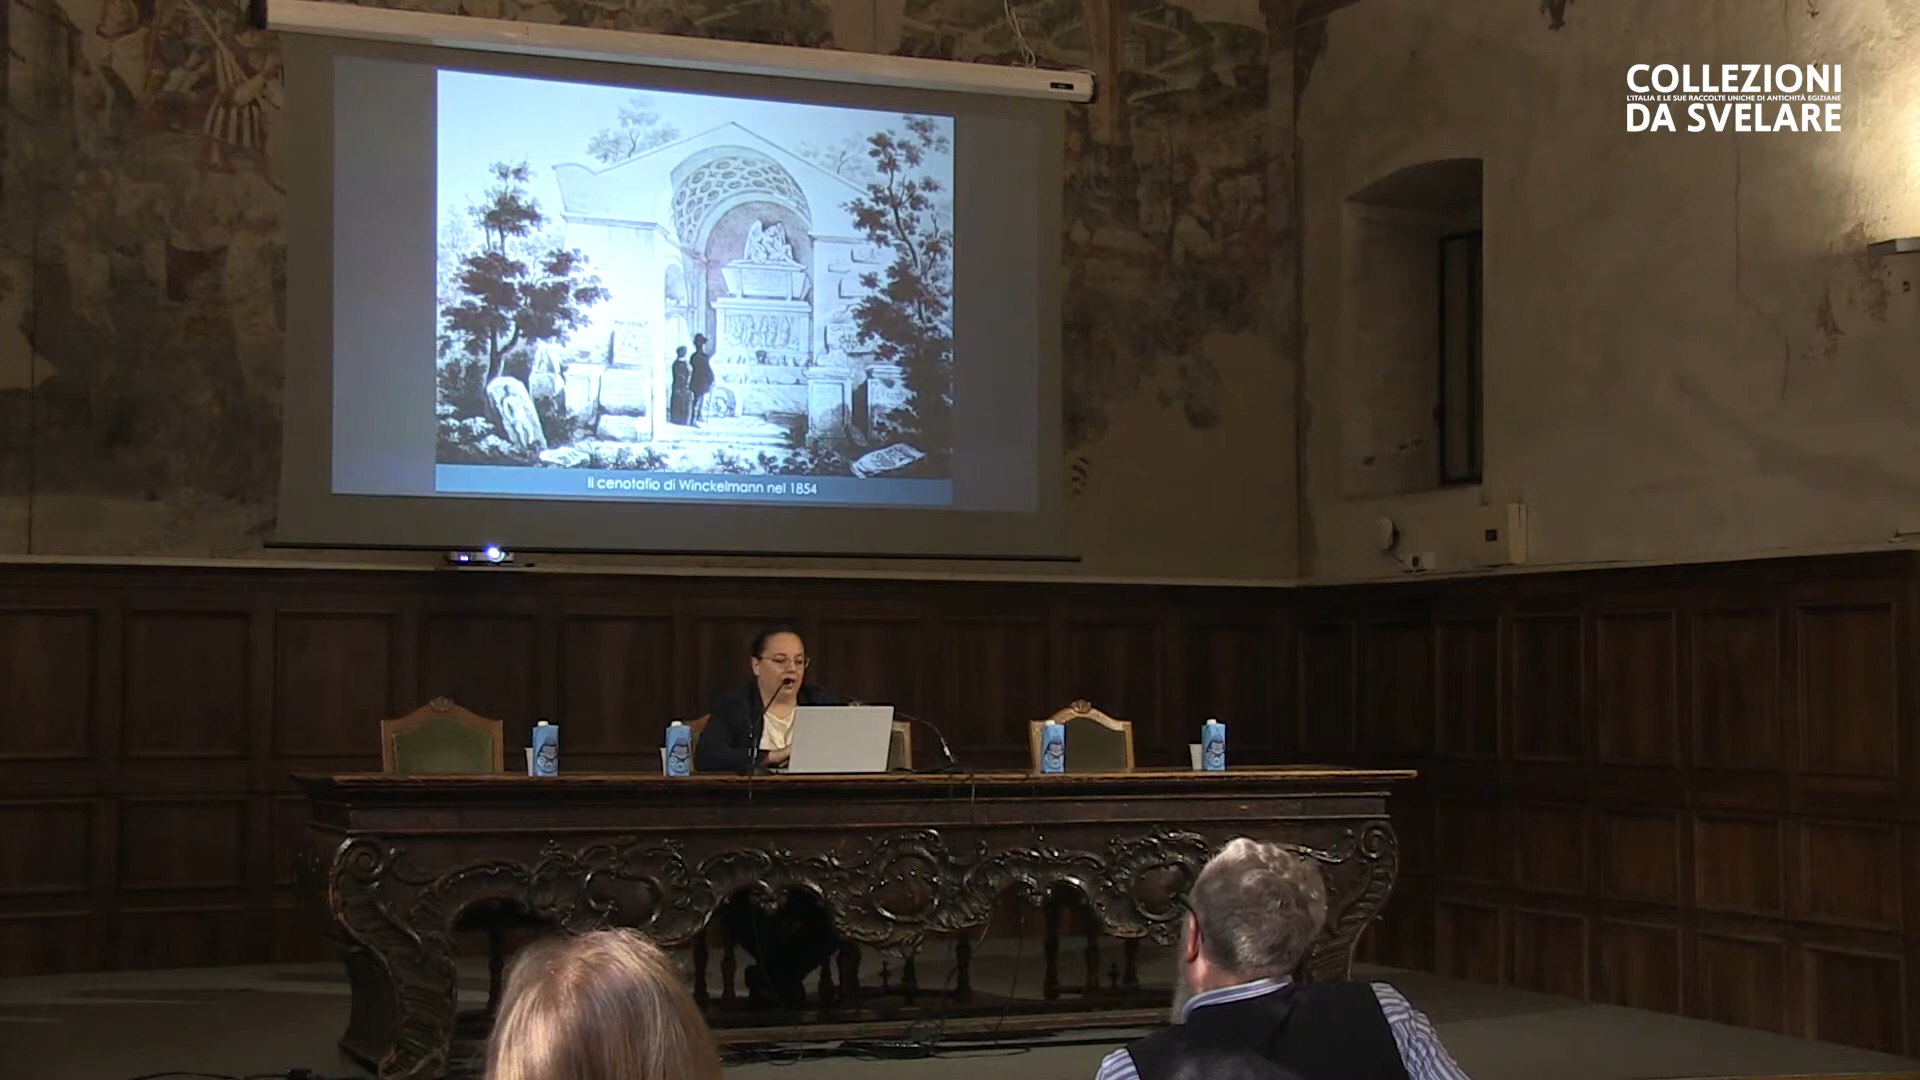 COLLEZIONI
L'ITALIA E LE SUE RACCOLTE UNICHE DI ANTICHITÀ EGIZIANE
DA SVELARE
Il cenotafio di Winckelmann nel 1854